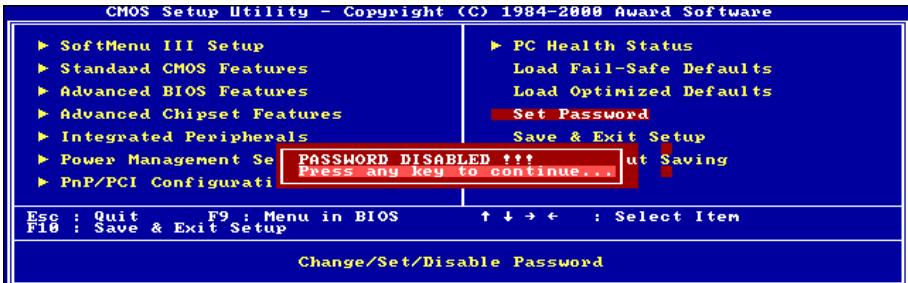 CMOS Setup Utility - Copyright (C) 1984-2000 Award Software
SoftMenu III Setup
Standard CMOS Features
Advanced BIOS Features
Advanced Chipset Features
Integrated Peripherals
Power Management Se
PnP/PCI Configurati
PC Health Status
Load Fail-Safe Defaults
Load Optimized Defaults
Set Password
Save & Exit Setup
ut Saving
PASSWORD DISABLED !!!
Press any key to continue...
Esc : Quit F9 : Menu in BIOS ↑ ↓ → ← : Select Item
F10 : Save & Exit Setup
Change/Set/Disable Password